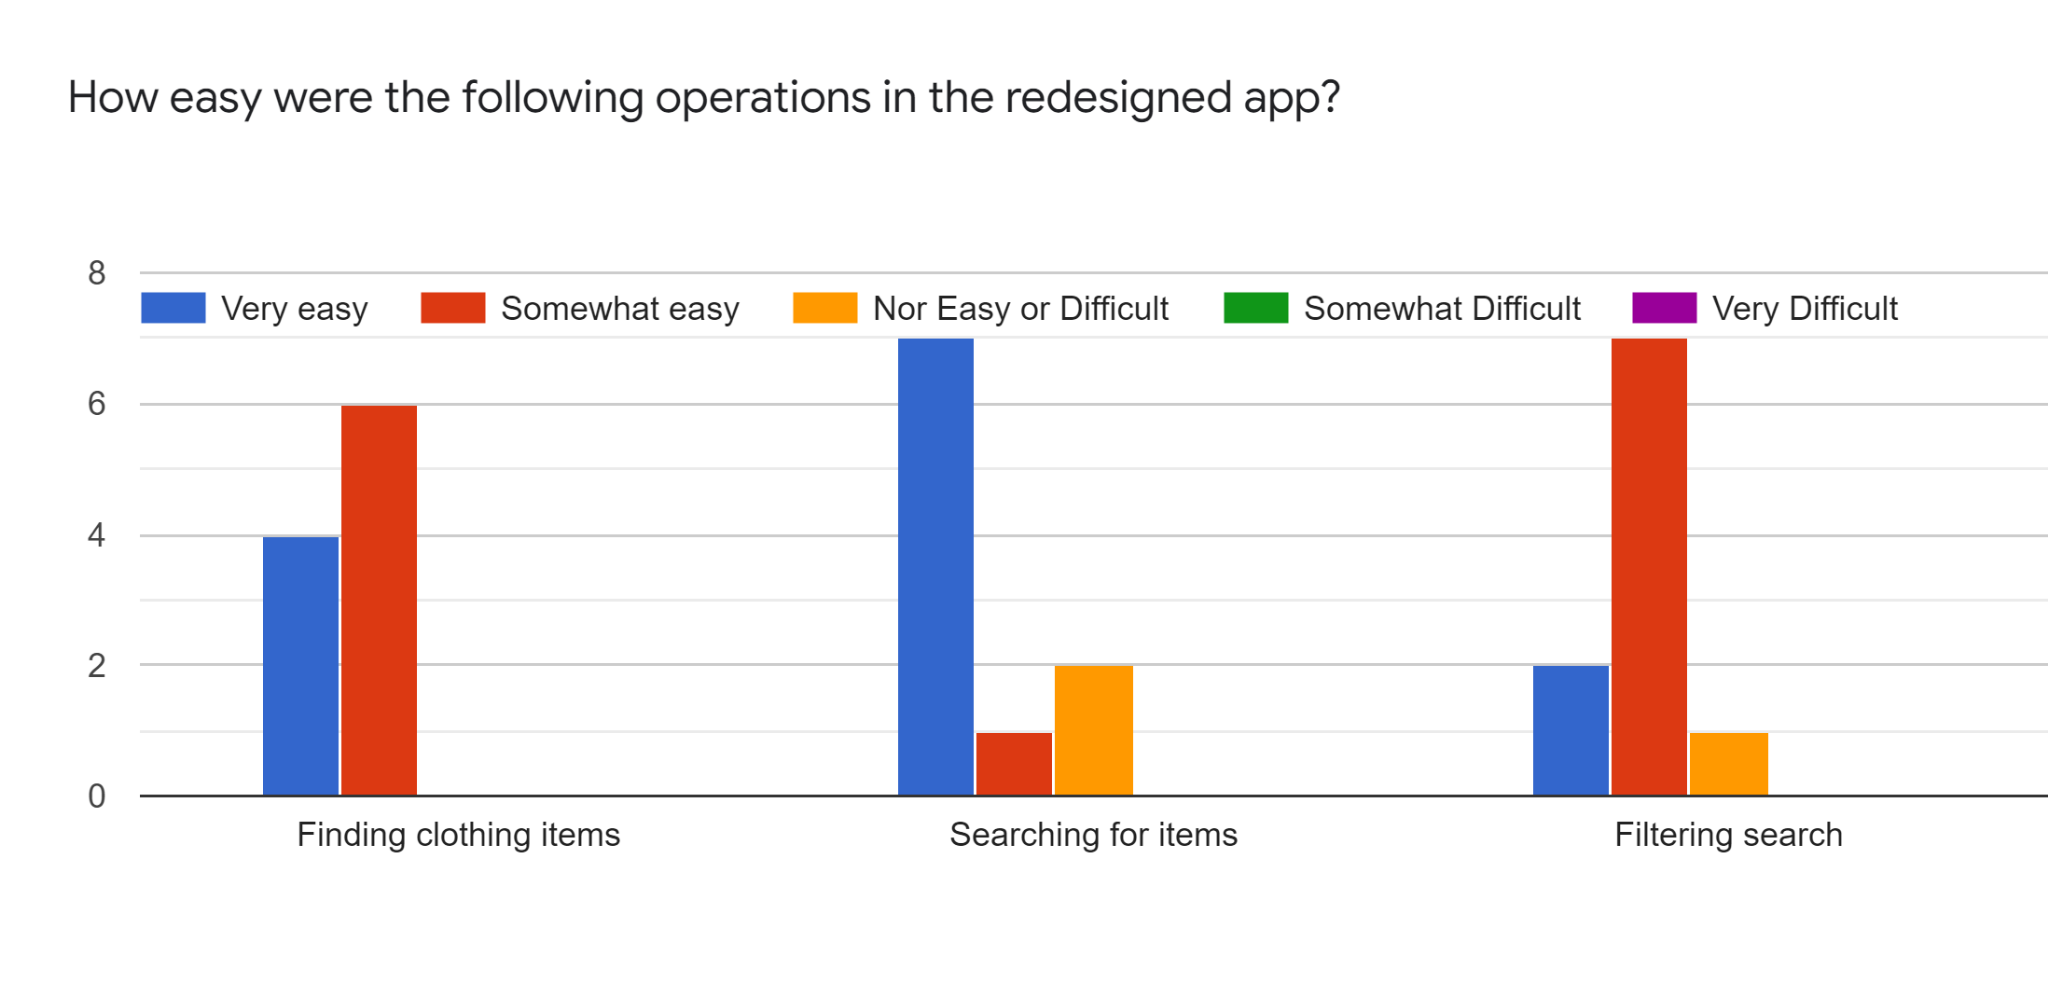 How easy were the following operations in the redesigned app?
8
Very easy Somewhat easy Nor Easy or Difficult Somewhat Difficult Very Difficult
6
4
2
0
Finding clothing items Searching for items Filtering search